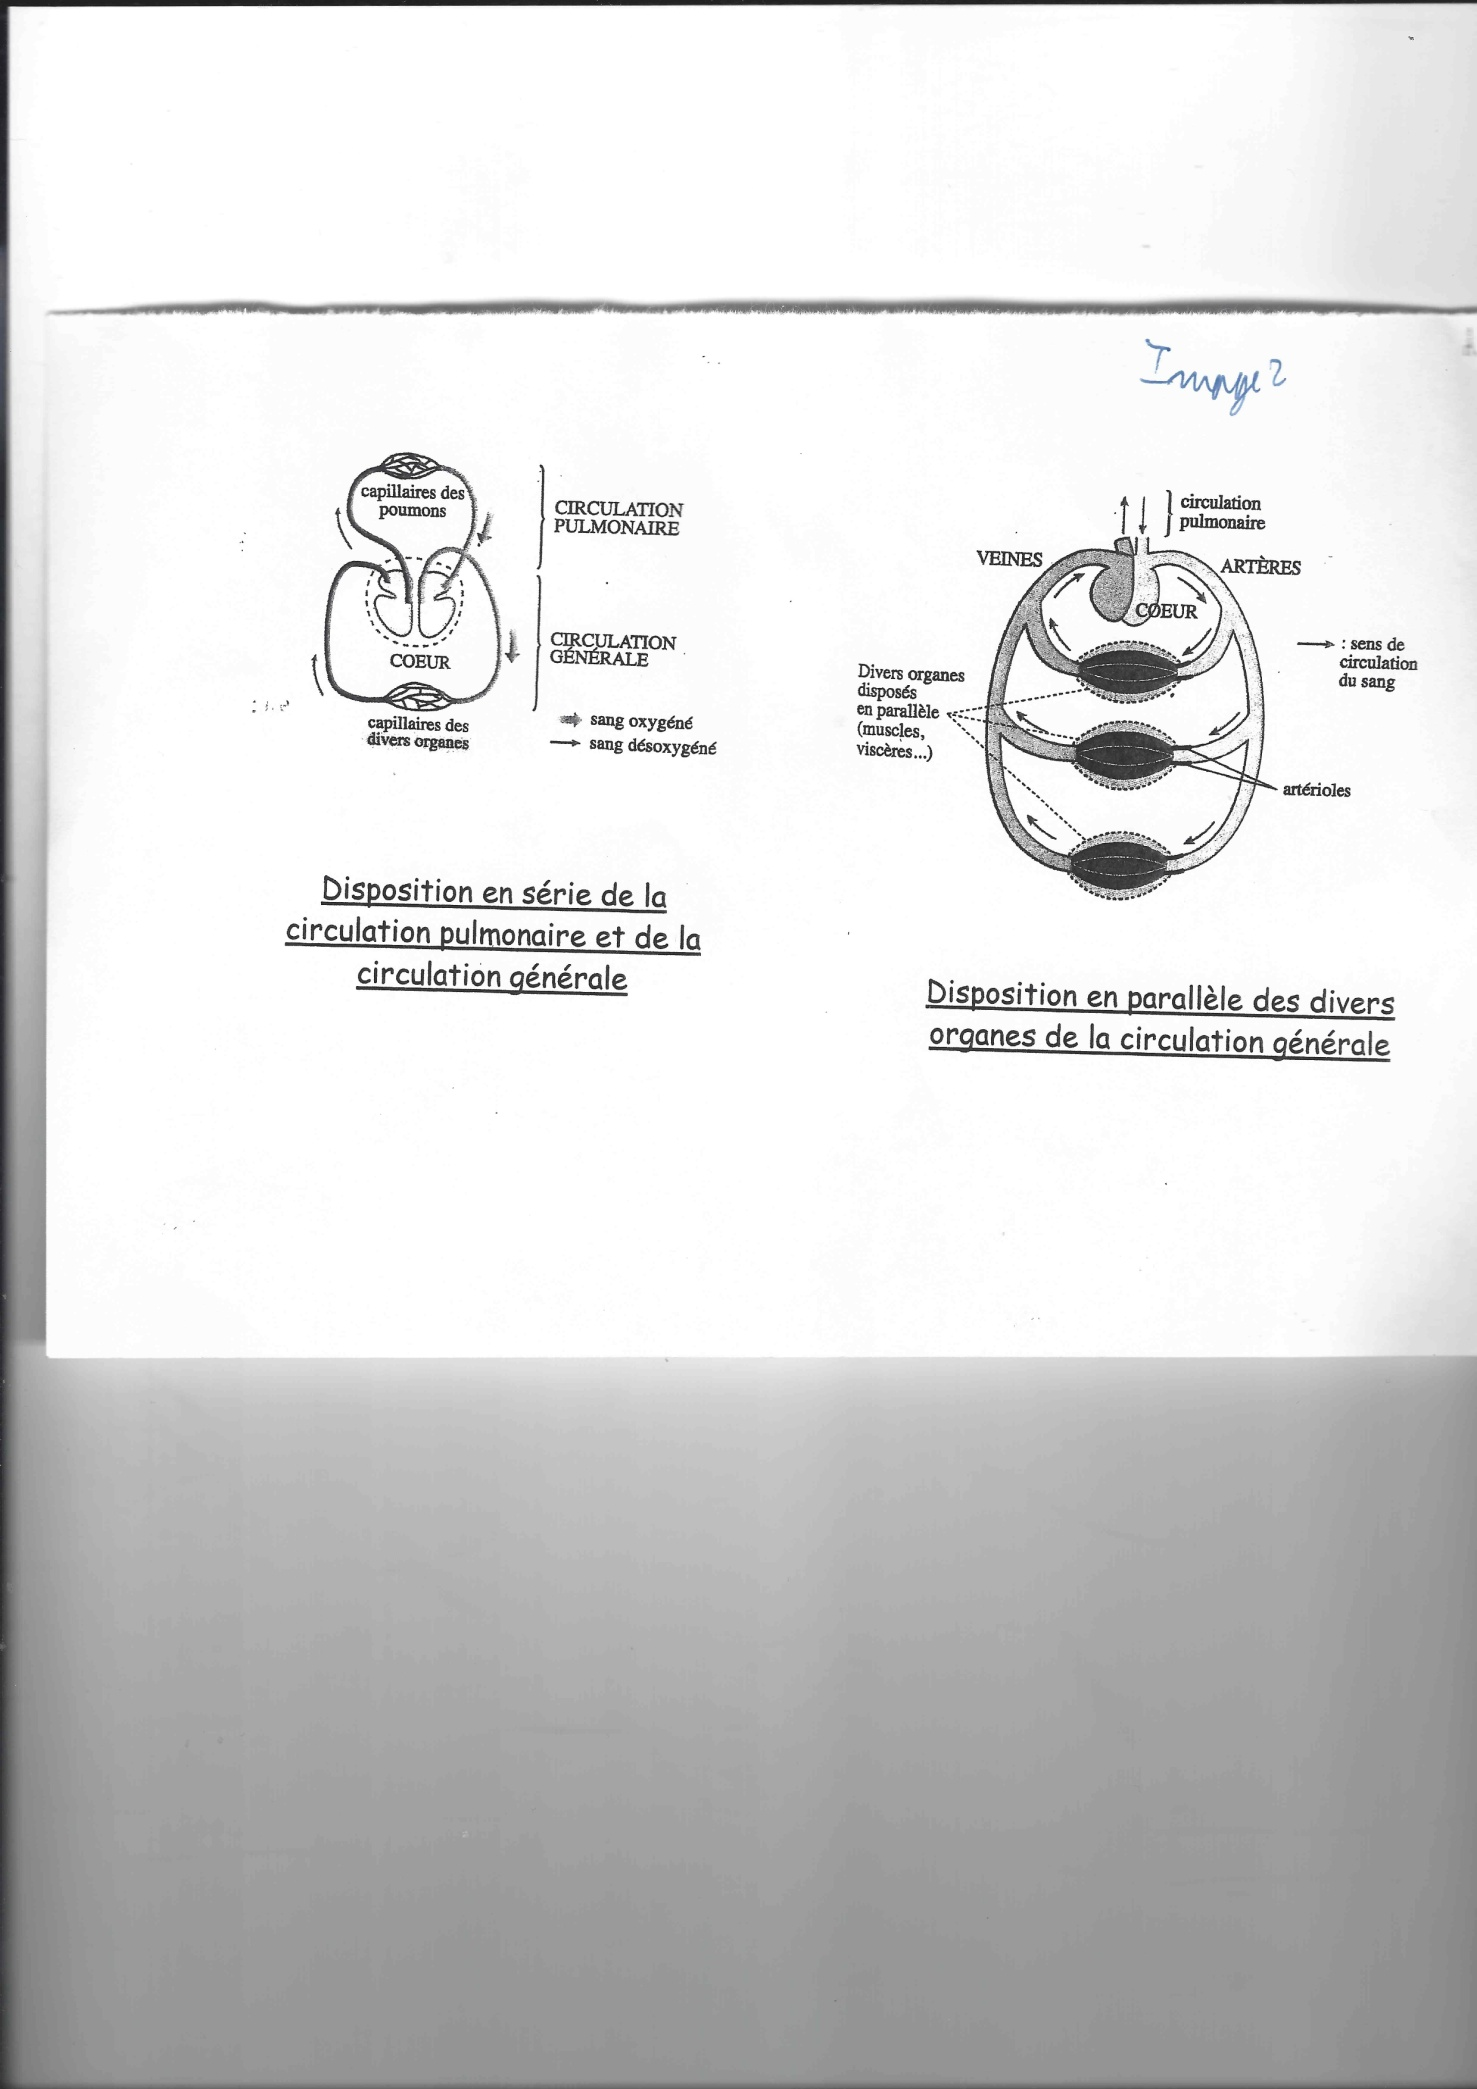 Image 2
capillaires des
poumons
CIRCULATION
PULMONAIRE
COEUR
CIRCULATION
GÉNÉRALE
capillaires des
divers organes
sang oxygéné
sang désoxygéné
Disposition en série de la
circulation pulmonaire et de la
circulation générale
circulation
pulmonaire
VEINES
ARTÈRES
COEUR
: sens de
circulation
du sang
Divers organes
disposés
en parallèle
(muscles,
viscères...)
artérioles
Disposition en parallèle des divers
organes de la circulation générale